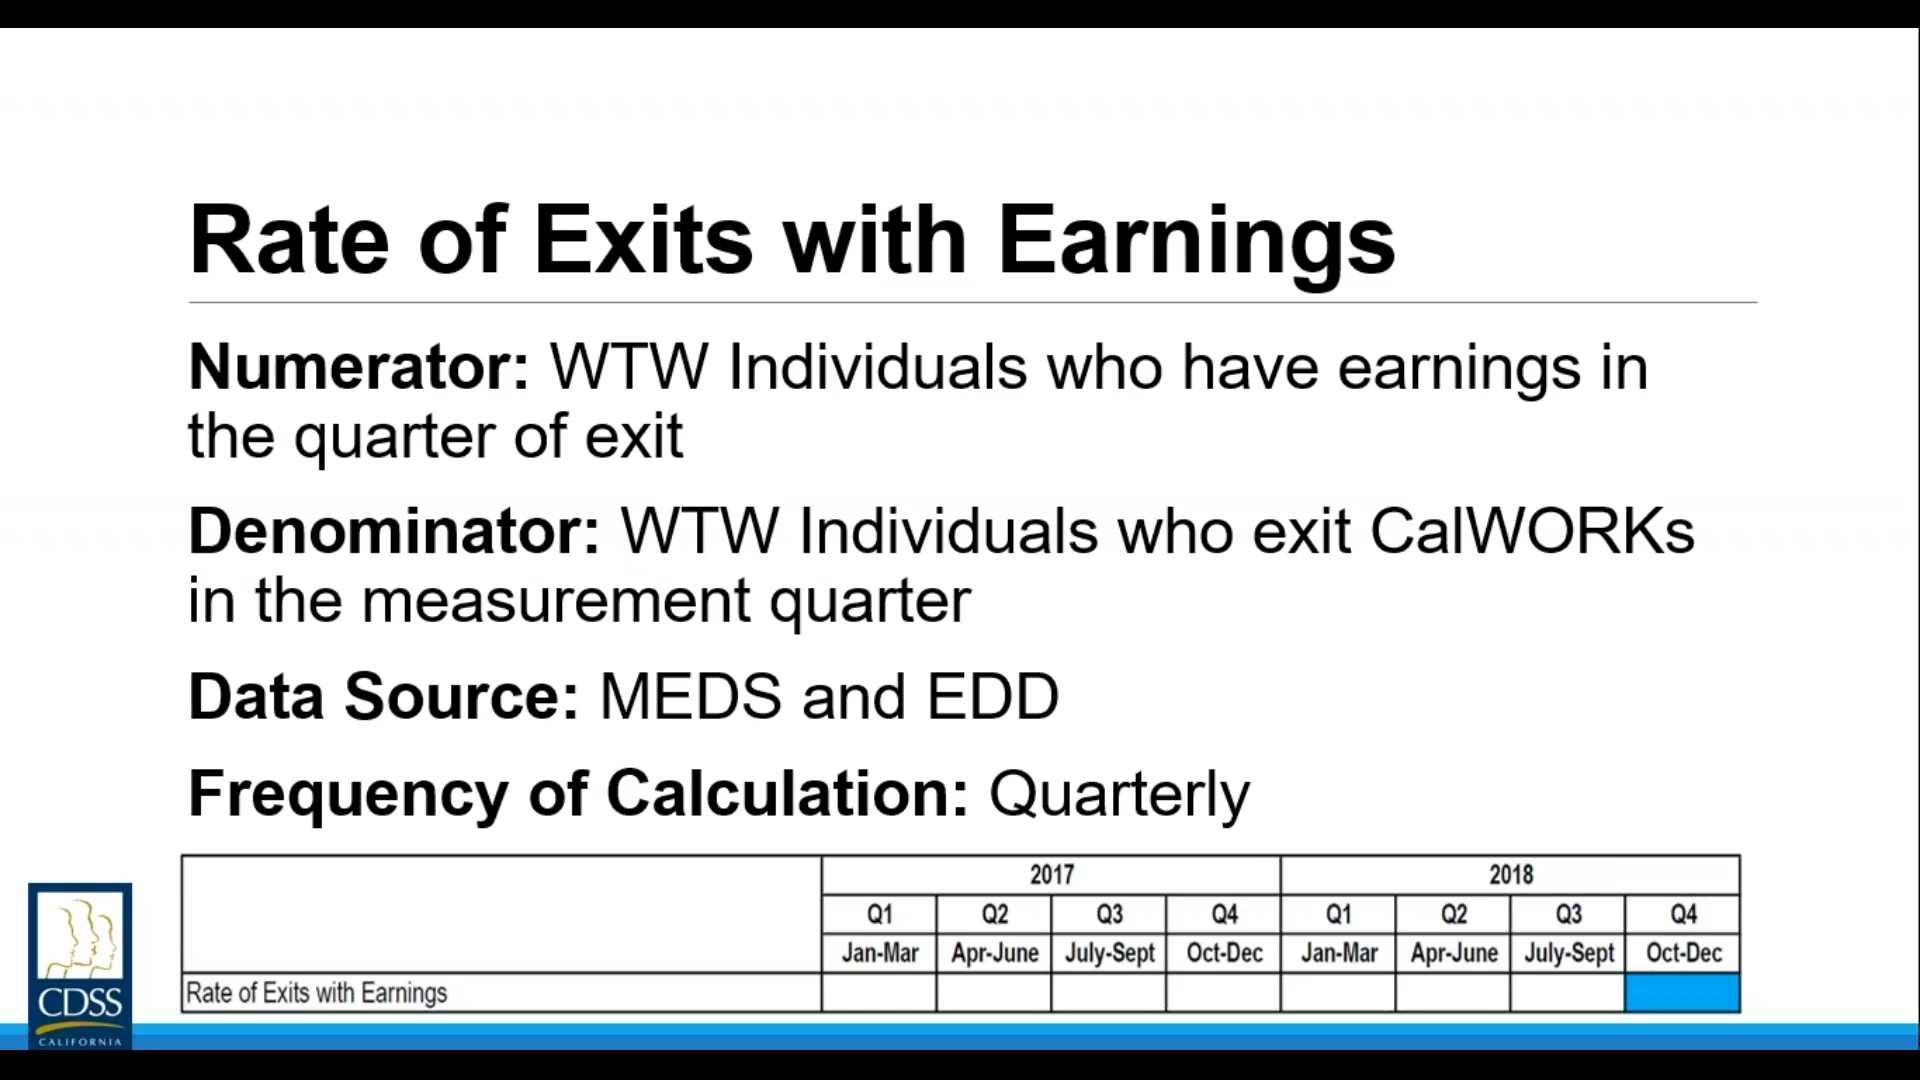 Rate of Exits with Earnings
Numerator: WTW Individuals who have earnings in
the quarter of exit
Denominator: WTW Individuals who exit CalWORKs
in the measurement quarter
Data Source: MEDS and EDD
Frequency of Calculation: Quarterly
2017 2018
Q1 Q2 Q3 Q4 Q1 Q2 Q3 Q4
Jan-Mar Apr-June July-Sept Oct-Dec Jan-Mar Apr-June July-Sept Oct-Dec
Rate of Exits with Earnings
CDSS
CALIFORNIA